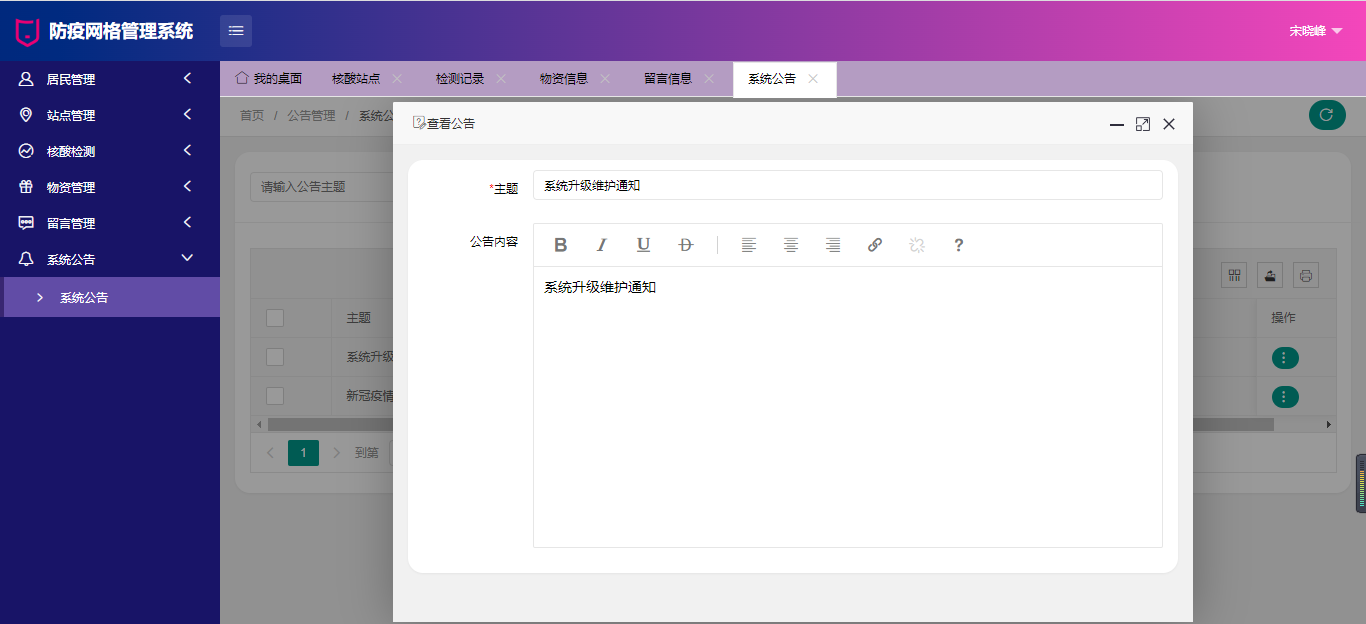 防疫网格管理系统
宋晓峰
居民管理
站点管理
核酸检测
物资管理
留言管理
系统公告
系统公告
我的桌面 核酸站点 检测记录 物资信息 留言信息 系统公告
首页 / 公告管理 / 系统公
请输入公告主题
主题
操作
系统升级
新冠疫情
1 到第
查看公告
*主题 系统升级维护通知
公告内容
B I U D ?
系统升级维护通知